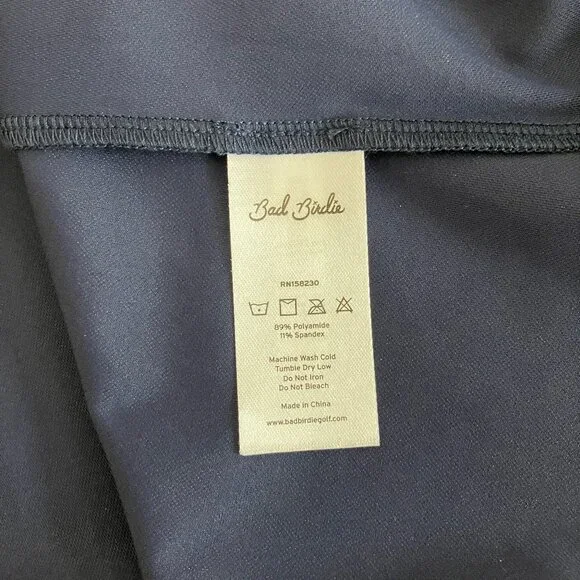 Bad Birdie
RN158230
89% Polyamide
11% Spandex
Machine Wash Cold
Tumble Dry Low
Do Not Iron
Do Not Bleach
Made in China
www.badbirdiegolf.com